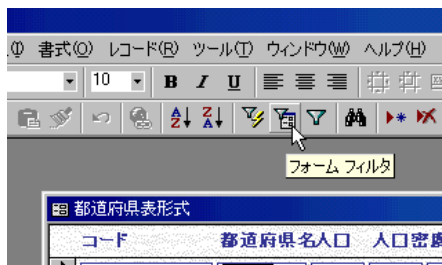 書式(O) レコード(R) ツール(T) ウィンドウ(W) ヘルプ(H)
10 B I U
フォーム フィルタ
都道府県表形式
コード 都道府県名 人口 人口密